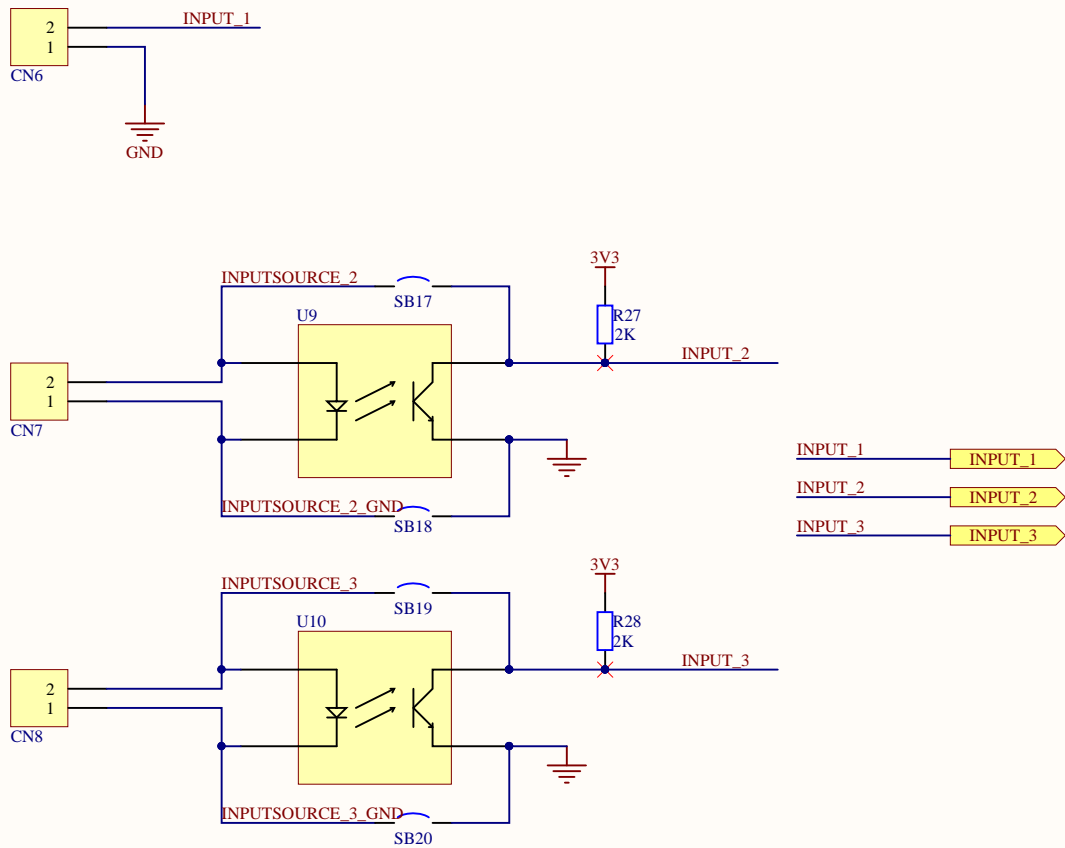 INPUT_1
2
1
CN6
GND
3V3
INPUTSOURCE_2
SB17
U9
R27
2K
INPUT_2
2
1
CN7
INPUTSOURCE_2_GND
SB18
INPUT_1
INPUT_1
INPUT_2
INPUT_2
INPUT_3
INPUT_3
3V3
INPUTSOURCE_3
SB19
U10
R28
2K
INPUT_3
2
1
CN8
INPUTSOURCE_3_GND
SB20